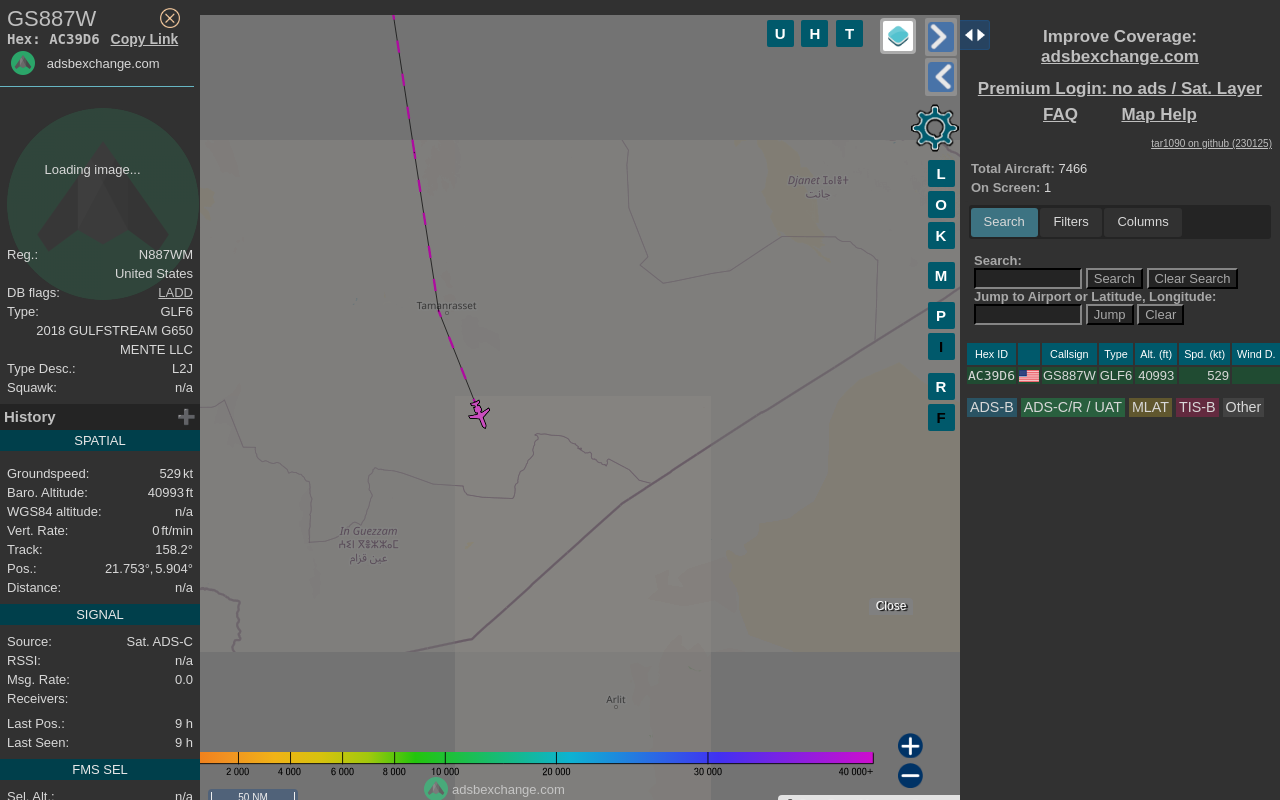 GS887W
Hex: AC39D6 Copy Link
adsbexchange.com
Loading image...
Reg.: N887WM
United States
DB flags: LADD
Type: GLF6
2018 GULFSTREAM G650
MENTE LLC
Type Desc.: L2J
Squawk: n/a
History
SPATIAL
Groundspeed: 529 kt
Baro. Altitude: 40993 ft
WGS84 altitude: n/a
Vert. Rate: 0 ft/min
Track: 158.2°
Pos.: 21.753°, 5.904°
Distance: n/a
SIGNAL
Source: Sat. ADS-C
RSSI: n/a
Msg. Rate: 0.0
Receivers:
Last Pos.: 9 h
Last Seen: 9 h
FMS SEL
Sel. Alt.: n/a
U H T
L
O
K
M
P
I
R
F
Djanet ⵊⴰⵏⴻⵜ
جانت
Tamanrasset
In Guezzam
عين قزام
Arlit
Close
2 000 4 000 6 000 8 000 10 000 20 000 30 000 40 000+
adsbexchange.com
50 NM
Improve Coverage:
adsbexchange.com
Premium Login: no ads / Sat. Layer
FAQ Map Help
tar1090 on github (230125)
Total Aircraft: 7466
On Screen: 1
Search Filters Columns
Search:
Search Clear Search
Jump to Airport or Latitude, Longitude:
Jump Clear
Hex ID Callsign Type Alt. (ft) Spd. (kt) Wind D.
AC39D6 GS887W GLF6 40993 529
ADS-B ADS-C/R / UAT MLAT TIS-B Other